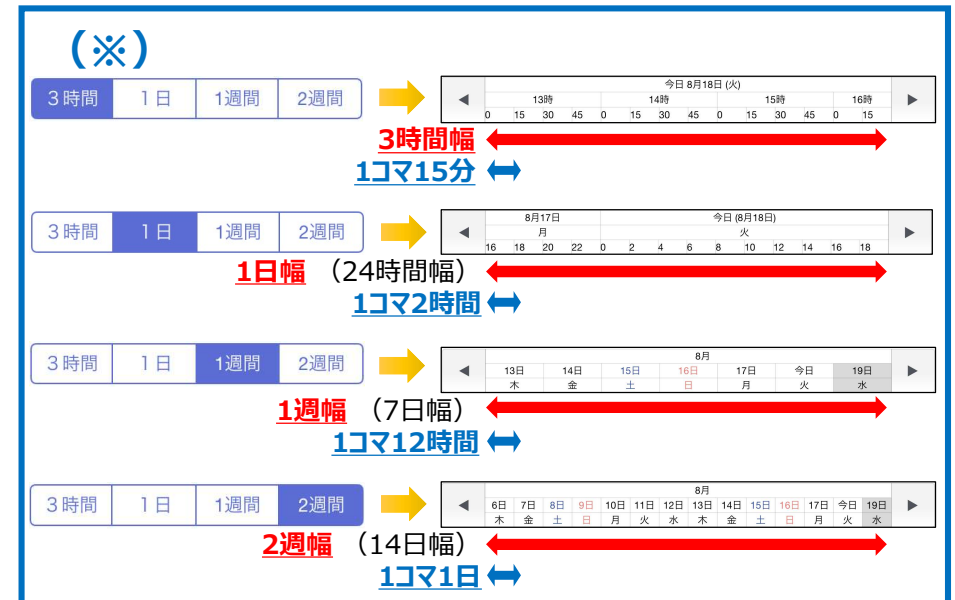 （※）
３時間 １日 1週間 2週間
◀ 今日 8月18日 (火) ▶
13時 14時 15時 16時
0 15 30 45 0 15 30 45 0 15 30 45 0 15
3時間幅
1コマ15分
３時間 １日 1週間 2週間
◀ 8月17日 今日 (8月18日) ▶
月 火
16 18 20 22 0 2 4 6 8 10 12 14 16 18
1日幅 （24時間幅）
1コマ2時間
３時間 １日 1週間 2週間
◀ 8月 ▶
13日 14日 15日 16日 17日 今日 19日
木 金 土 日 月 火 水
1週幅 （7日幅）
1コマ12時間
３時間 １日 1週間 2週間
◀ 8月 ▶
6日 7日 8日 9日 10日 11日 12日 13日 14日 15日 16日 17日 今日 19日
木 金 土 日 月 火 水 木 金 土 日 月 火 水
2週幅 （14日幅）
1コマ1日